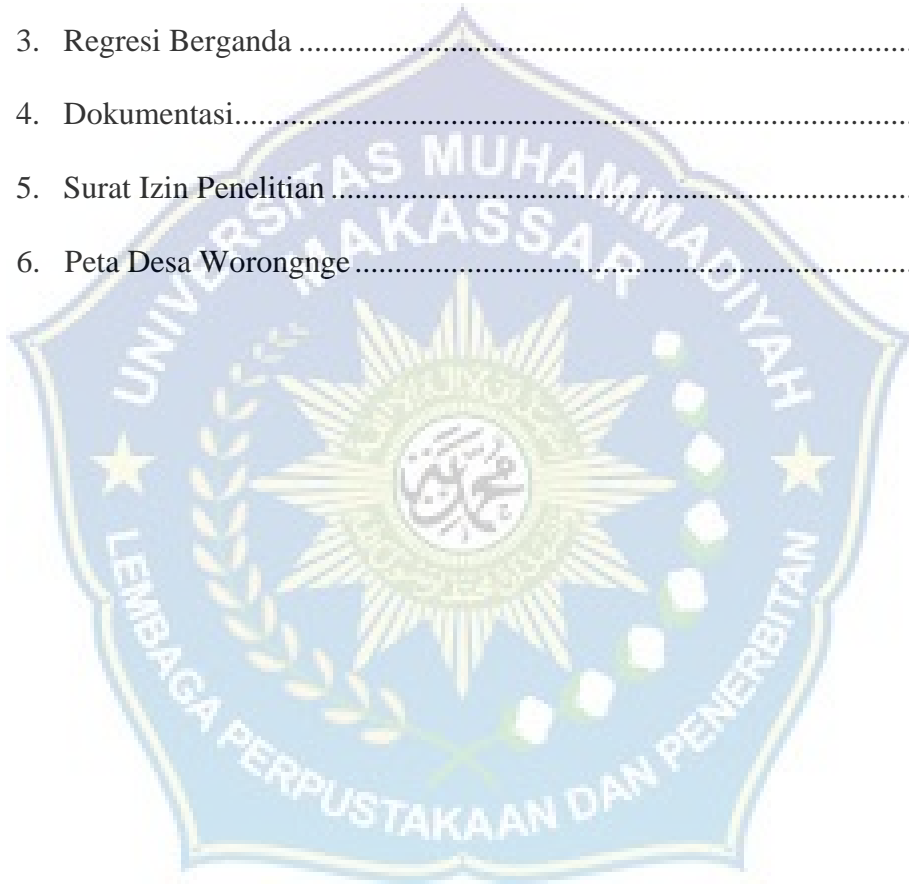 3. Regresi Berganda ..........................................................................
4. Dokumentasi..................................................................................
5. Surat Izin Penelitian ......................................................................
6. Peta Desa Worongnge ...................................................................
UNIVERSITAS MUHAMMADIYAH
MAKASSAR
LEMBAGA PERPUSTAKAAN DAN PENERBITAN